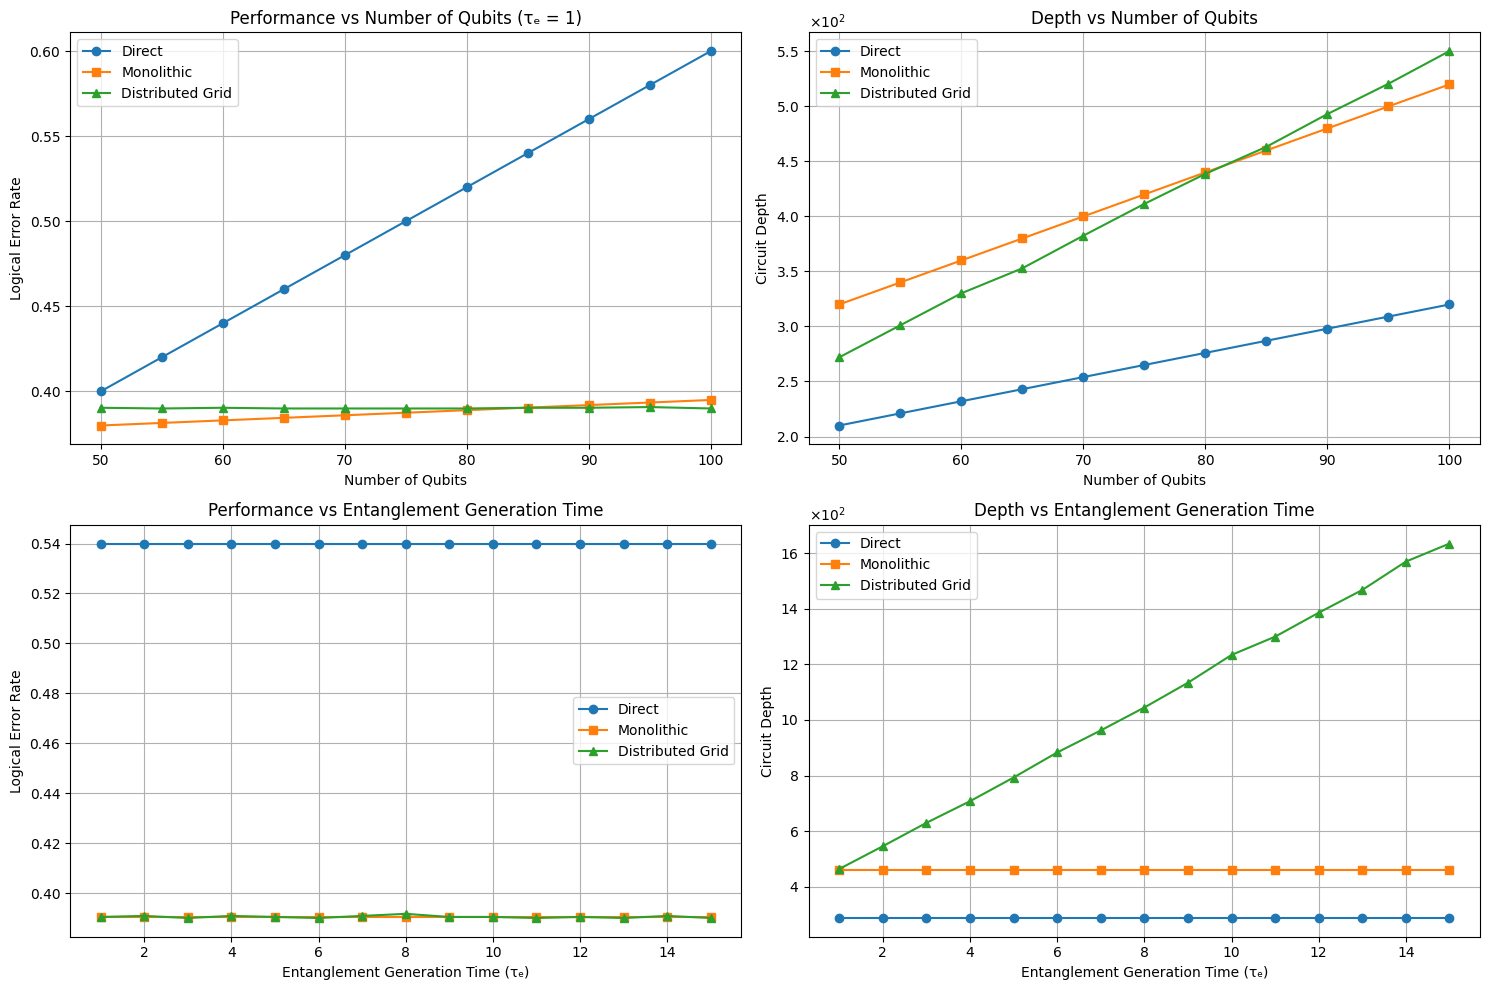 Performance vs Number of Qubits (τₑ = 1)
Logical Error Rate
0.60
0.55
0.50
0.45
0.40
Direct
Monolithic
Distributed Grid
50 60 70 80 90 100
Number of Qubits
Depth vs Number of Qubits
×10²
Circuit Depth
5.5
5.0
4.5
4.0
3.5
3.0
2.5
2.0
Direct
Monolithic
Distributed Grid
50 60 70 80 90 100
Number of Qubits
Performance vs Entanglement Generation Time
Logical Error Rate
0.54
0.52
0.50
0.48
0.46
0.44
0.42
0.40
Direct
Monolithic
Distributed Grid
2 4 6 8 10 12 14
Entanglement Generation Time (τₑ)
Depth vs Entanglement Generation Time
×10²
Circuit Depth
16
14
12
10
8
6
4
Direct
Monolithic
Distributed Grid
2 4 6 8 10 12 14
Entanglement Generation Time (τₑ)